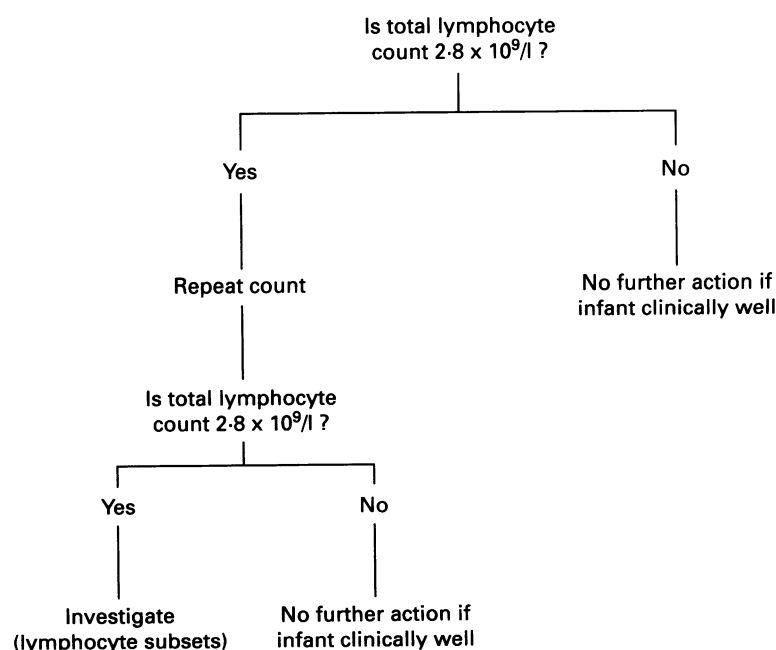 Is total lymphocyte
count 2·8 x 10⁹/l ?
Yes
No
Repeat count
No further action if
infant clinically well
Is total lymphocyte
count 2·8 x 10⁹/l ?
Yes
No
Investigate
(lymphocyte subsets)
No further action if
infant clinically well